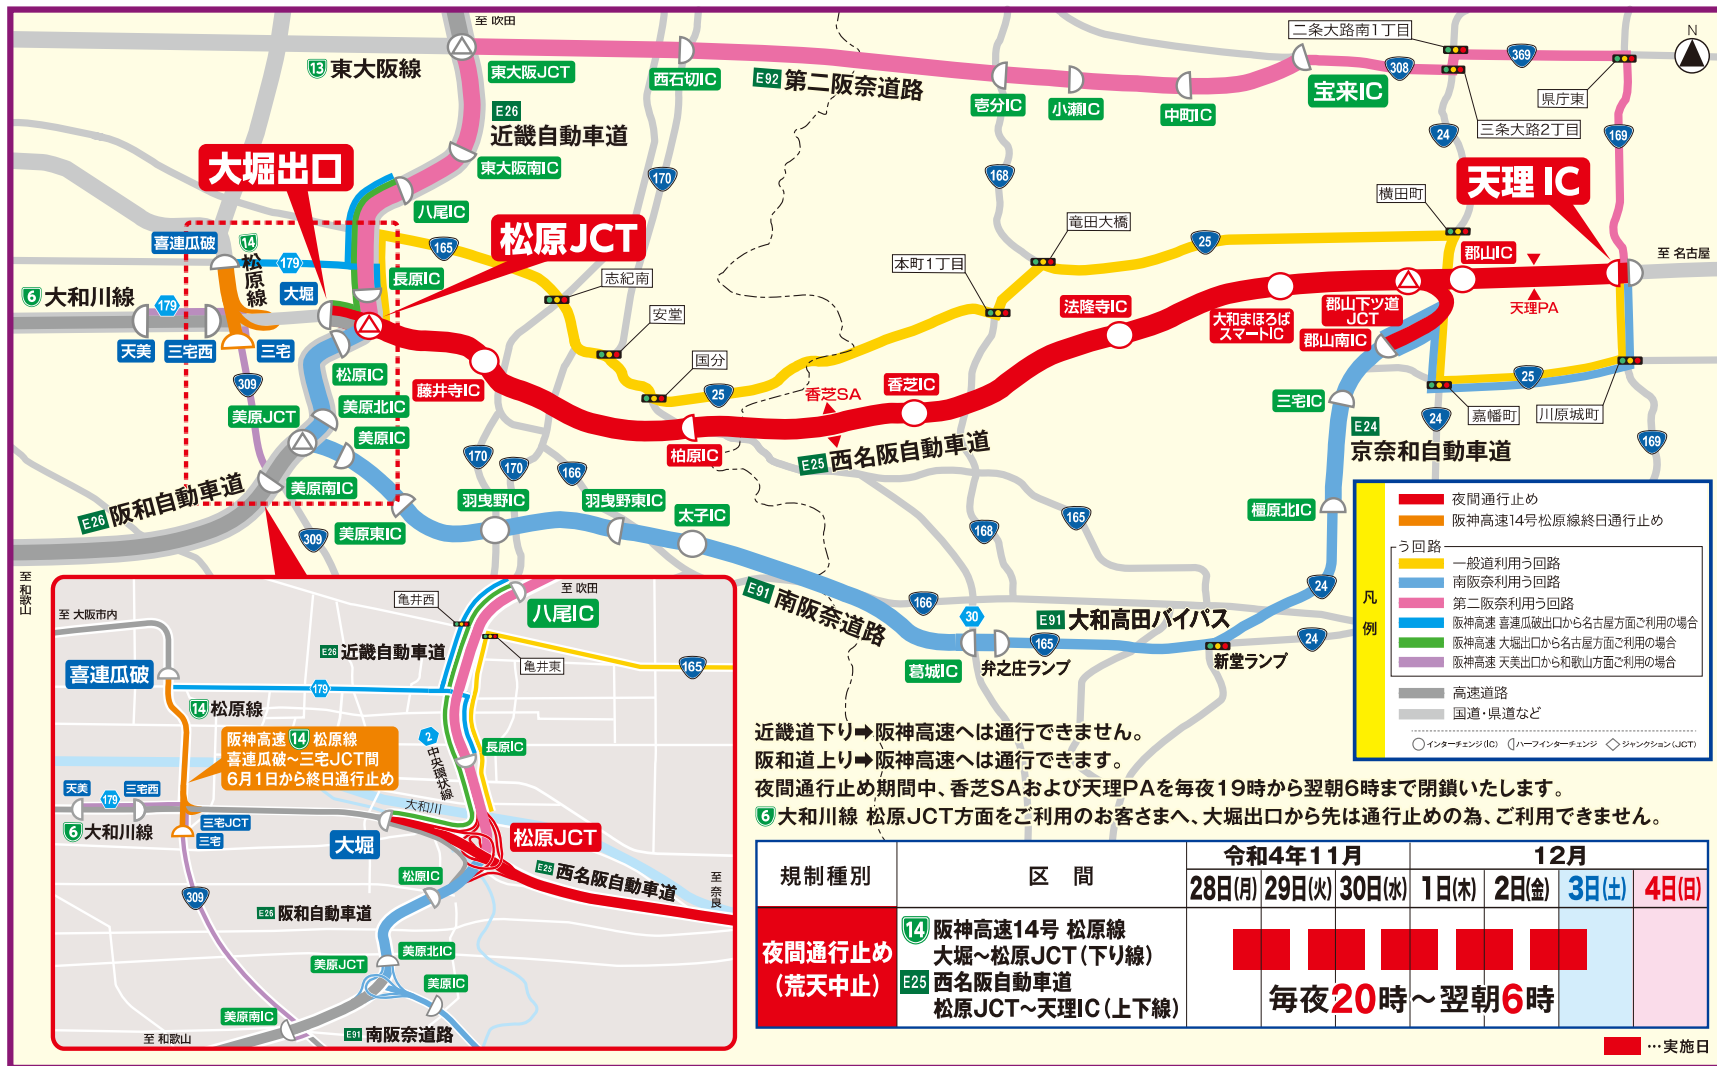 至 吹田
二条大路南1丁目
N
13 東大阪線
東大阪JCT
西石切IC
E92 第二阪奈道路
壱分IC
小瀬IC
中町IC
宝来IC
308
369
県庁東
三条大路2丁目
24
169
E26
近畿自動車道
東大阪南IC
大堀出口
八尾IC
170
168
横田町
天理 IC
喜連瓜破
14
松原線
179
松原JCT
165
志紀南
竜田大橋
25
本町1丁目
郡山IC
至 名古屋
6 大和川線
179
大堀
長原IC
安堂
法隆寺IC
大和まほろば
スマートIC
郡山下ツ道
JCT
郡山南IC
天理PA
天美
三宅西
三宅
松原IC
藤井寺IC
国分
25
香芝SA
香芝IC
三宅IC
嘉幡町
25
川原城町
309
美原JCT
美原北IC
美原IC
柏原IC
E25 西名阪自動車道
E24
京奈和自動車道
24
169
美原南IC
E26 阪和自動車道
170
170
166
羽曳野IC
羽曳野東IC
太子IC
美原東IC
309
168
165
橿原北IC
至 和歌山
E91 南阪奈道路
166
30
E91 大和高田バイパス
165
24
24
葛城IC
弁之庄ランプ
新堂ランプ
凡例
夜間通行止め
阪神高速14号松原線終日通行止め
う回路
一般道利用う回路
南阪奈利用う回路
第二阪奈利用う回路
阪神高速 喜連瓜破出口から名古屋方面ご利用の場合
阪神高速 大堀出口から名古屋方面ご利用の場合
阪神高速 天美出口から和歌山方面ご利用の場合
高速道路
国道・県道など
インターチェンジ(IC) ハーフインターチェンジ ジャンクション(JCT)
至 大阪市内
亀井西
至 吹田
八尾IC
E26 近畿自動車道
亀井東
165
喜連瓜破
179
14 松原線
阪神高速 14 松原線
喜連瓜破~三宅JCT間
6月1日から終日通行止め
2
中央環状線
長原IC
天美
179
三宅西
6 大和川線
三宅JCT
三宅
大和川
大堀
松原JCT
E25 西名阪自動車道
至 奈良
松原IC
309
E26 阪和自動車道
美原北IC
美原JCT
美原IC
美原南IC
至 和歌山
E91 南阪奈道路
近畿道下り➡阪神高速へは通行できません。
阪和道上り➡阪神高速へは通行できます。
夜間通行止め期間中、香芝SAおよび天理PAを毎夜19時から翌朝6時まで閉鎖いたします。
6 大和川線 松原JCT方面をご利用のお客さまへ、大堀出口から先は通行止めの為、ご利用できません。
規制種別 区 間 令和4年11月 12月
28日(月) 29日(火) 30日(水) 1日(木) 2日(金) 3日(土) 4日(日)
夜間通行止め
(荒天中止)
14 阪神高速14号 松原線
大堀~松原JCT(下り線)
E25 西名阪自動車道
松原JCT~天理IC(上下線)
毎夜20時~翌朝6時
…実施日